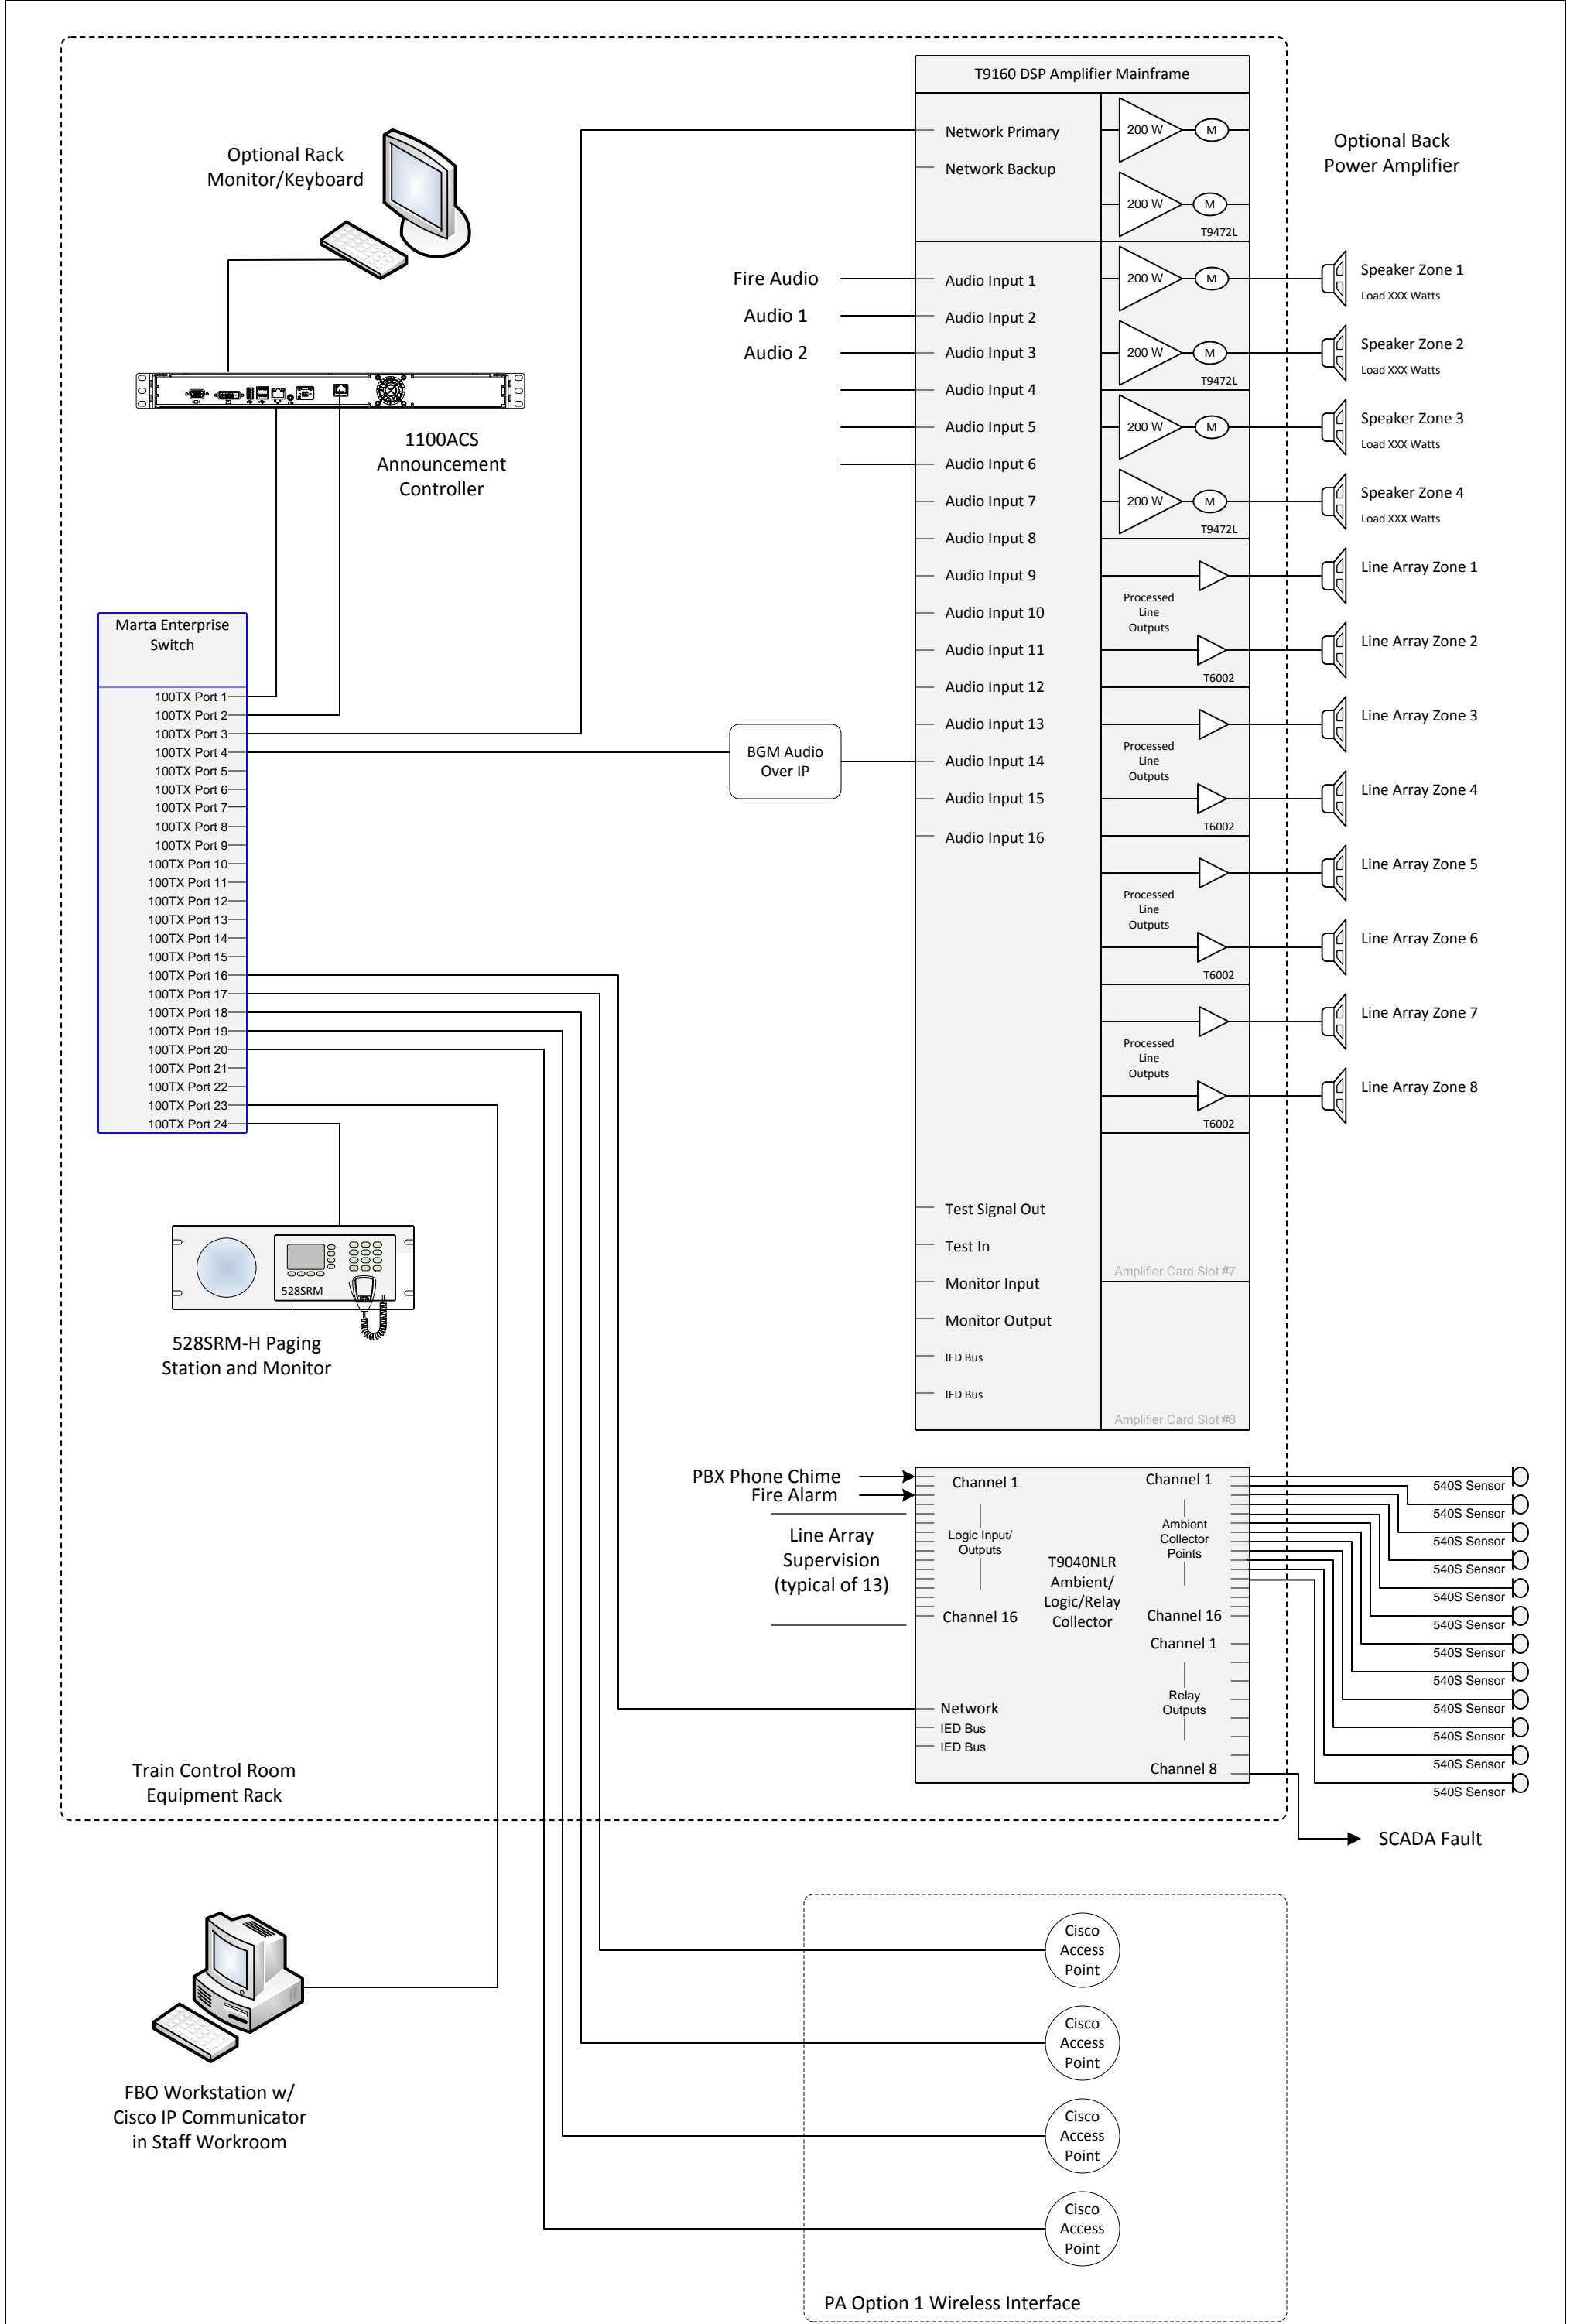 T9160 DSP Amplifier Mainframe
Network Primary
Network Backup
200 W
M
200 W
M
T9472L
Optional Back
Power Amplifier
Optional Rack
Monitor/Keyboard
1100ACS
Announcement
Controller
Fire Audio
Audio 1
Audio 2
Audio Input 1
Audio Input 2
Audio Input 3
Audio Input 4
Audio Input 5
Audio Input 6
Audio Input 7
Audio Input 8
Audio Input 9
Audio Input 10
Audio Input 11
Audio Input 12
Audio Input 13
Audio Input 14
Audio Input 15
Audio Input 16
200 W
M
200 W
M
T9472L
200 W
M
200 W
M
T9472L
Processed
Line
Outputs
T6002
Processed
Line
Outputs
T6002
Processed
Line
Outputs
T6002
Processed
Line
Outputs
T6002
Amplifier Card Slot #7
Amplifier Card Slot #8
Speaker Zone 1
Load XXX Watts
Speaker Zone 2
Load XXX Watts
Speaker Zone 3
Load XXX Watts
Speaker Zone 4
Load XXX Watts
Line Array Zone 1
Line Array Zone 2
Line Array Zone 3
Line Array Zone 4
Line Array Zone 5
Line Array Zone 6
Line Array Zone 7
Line Array Zone 8
Marta Enterprise
Switch
100TX Port 1
100TX Port 2
100TX Port 3
100TX Port 4
100TX Port 5
100TX Port 6
100TX Port 7
100TX Port 8
100TX Port 9
100TX Port 10
100TX Port 11
100TX Port 12
100TX Port 13
100TX Port 14
100TX Port 15
100TX Port 16
100TX Port 17
100TX Port 18
100TX Port 19
100TX Port 20
100TX Port 21
100TX Port 22
100TX Port 23
100TX Port 24
BGM Audio
Over IP
528SRM
528SRM-H Paging
Station and Monitor
Test Signal Out
Test In
Monitor Input
Monitor Output
IED Bus
IED Bus
PBX Phone Chime
Fire Alarm
Line Array
Supervision
(typical of 13)
Channel 1
Logic Input/
Outputs
Channel 16
Network
IED Bus
IED Bus
T9040NLR
Ambient/
Logic/Relay
Collector
Channel 1
Ambient
Collector
Points
Channel 16
Channel 1
Relay
Outputs
Channel 8
540S Sensor
540S Sensor
540S Sensor
540S Sensor
540S Sensor
540S Sensor
540S Sensor
540S Sensor
540S Sensor
540S Sensor
540S Sensor
540S Sensor
SCADA Fault
Train Control Room
Equipment Rack
FBO Workstation w/
Cisco IP Communicator
in Staff Workroom
Cisco
Access
Point
Cisco
Access
Point
Cisco
Access
Point
Cisco
Access
Point
PA Option 1 Wireless Interface